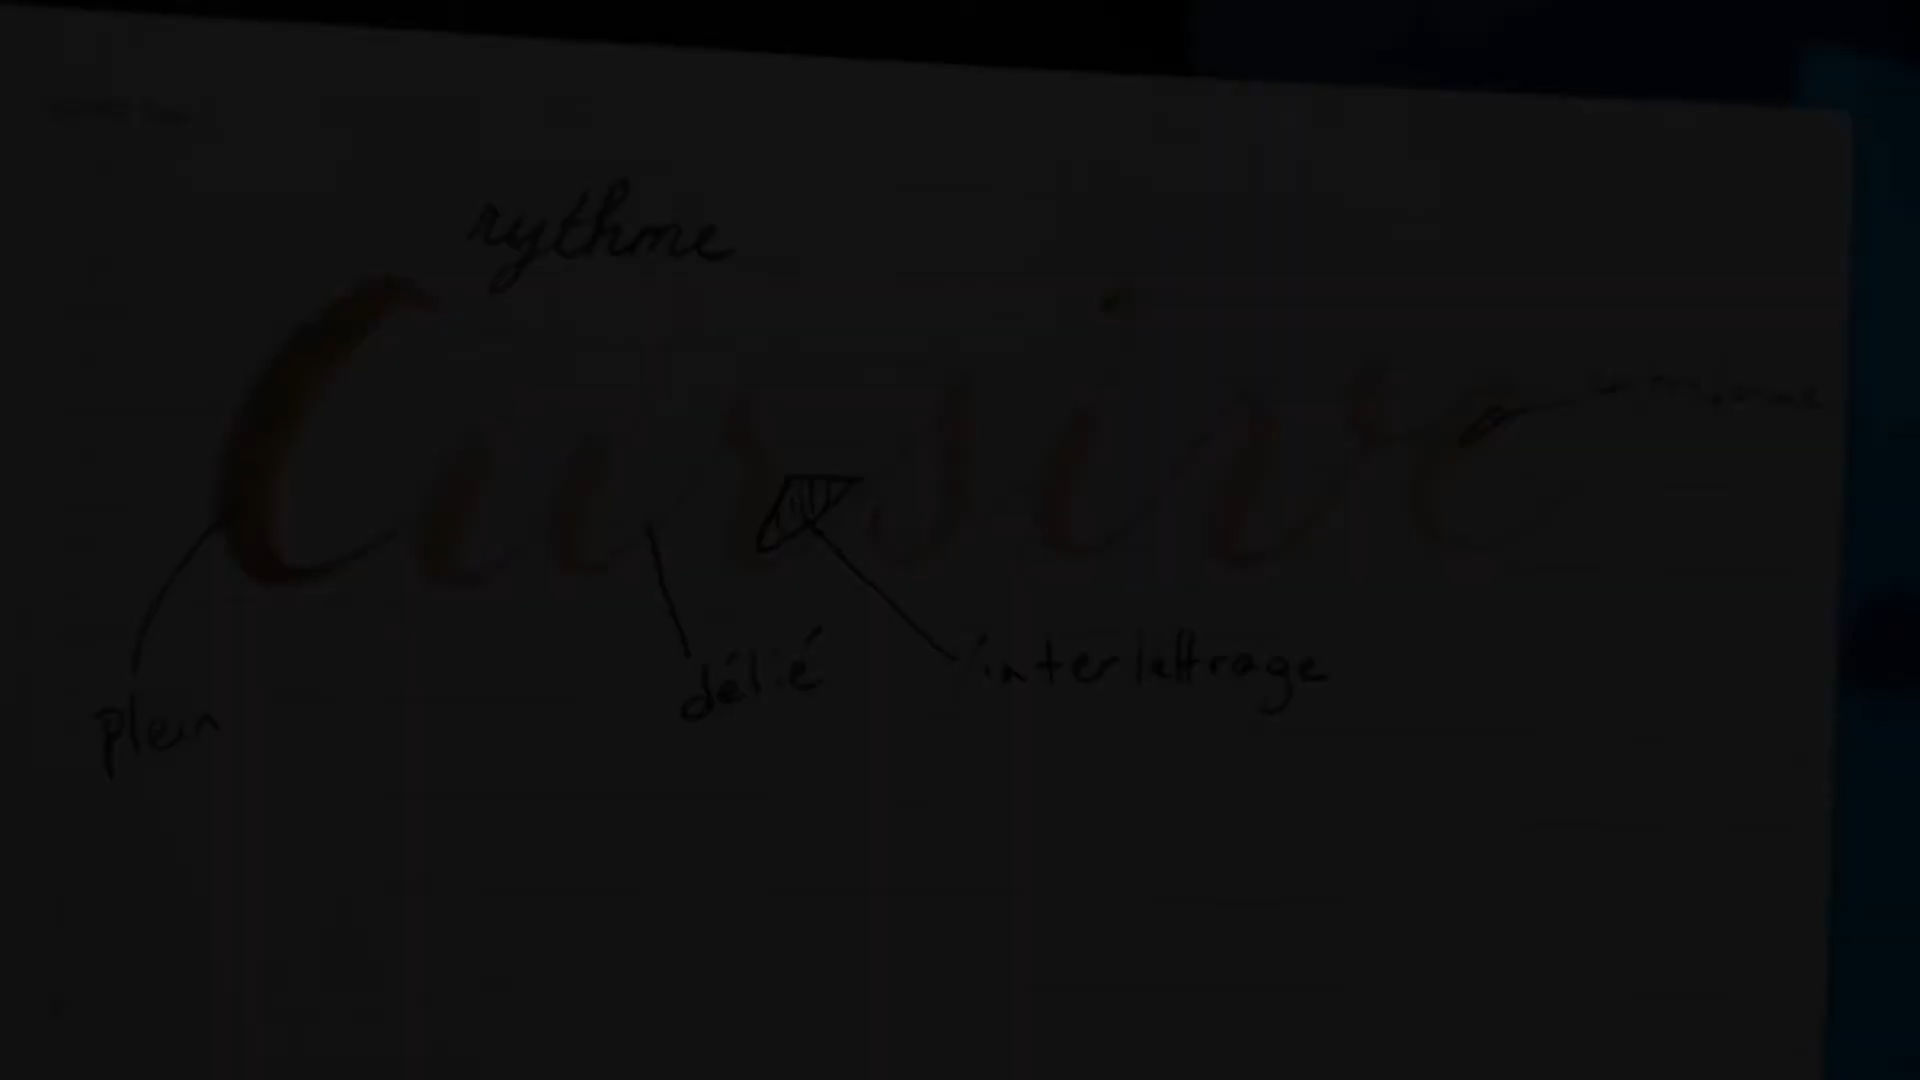 rythme
Cursive
plein
délié
interlettrage